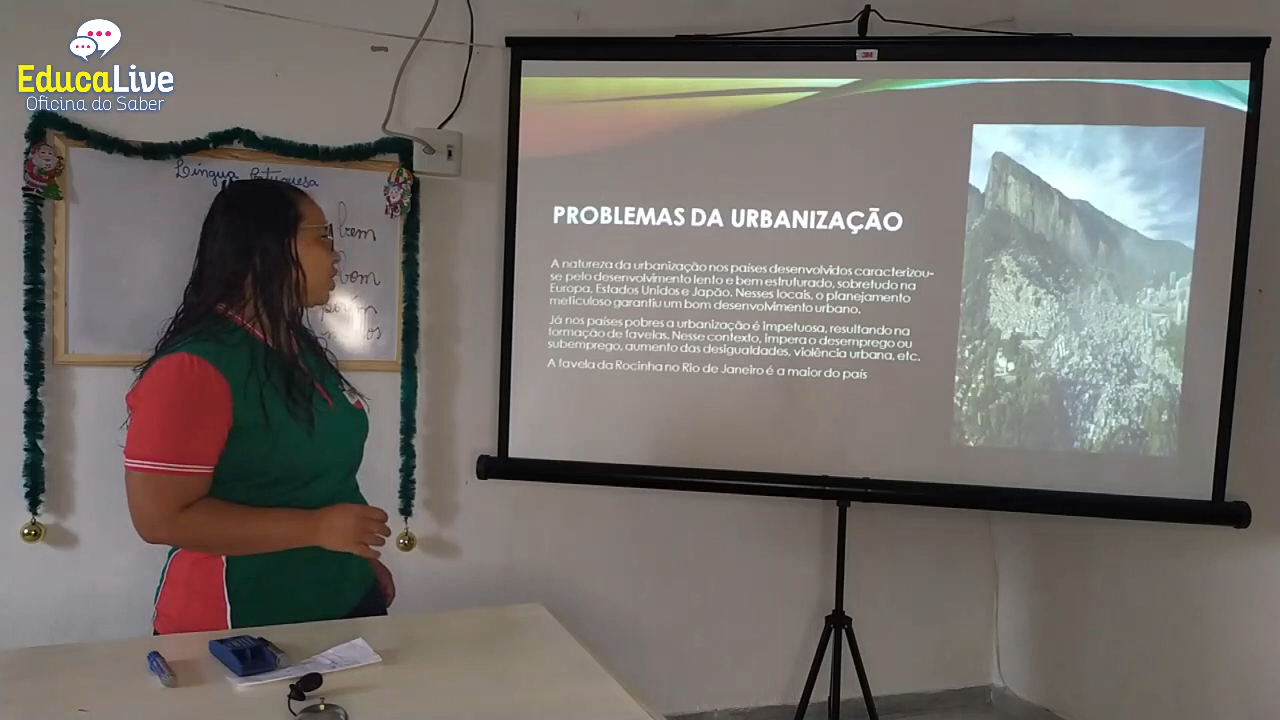 EducaLive
Oficina do Saber
3M
Língua Portuguesa
bem
bom
PROBLEMAS DA URBANIZAÇÃO
A natureza da urbanização nos países desenvolvidos caracterizou-
se pelo desenvolvimento lento e bem estruturado, sobretudo na
Europa, Estados Unidos e Japão. Nesses locais, o planejamento
meticuloso garantiu um bom desenvolvimento urbano.
Já nos países pobres a urbanização é impetuosa, resultando na
formação de favelas. Nesse contexto, impera o desemprego ou
subemprego, aumento das desigualdades, violência urbana, etc.
A favela da Rocinha no Rio de Janeiro é a maior do país